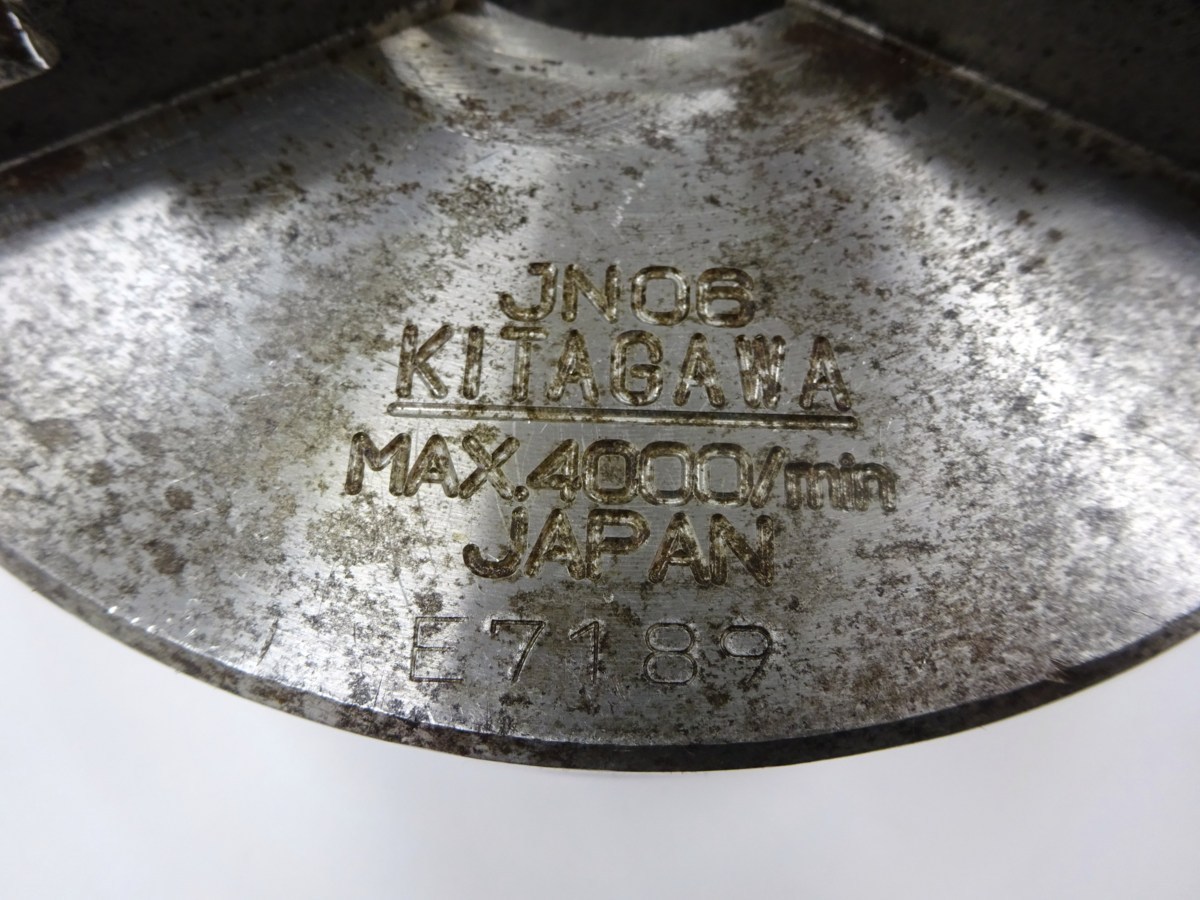 JN06
KITAGAWA
MAX.4000/min
JAPAN
E7189